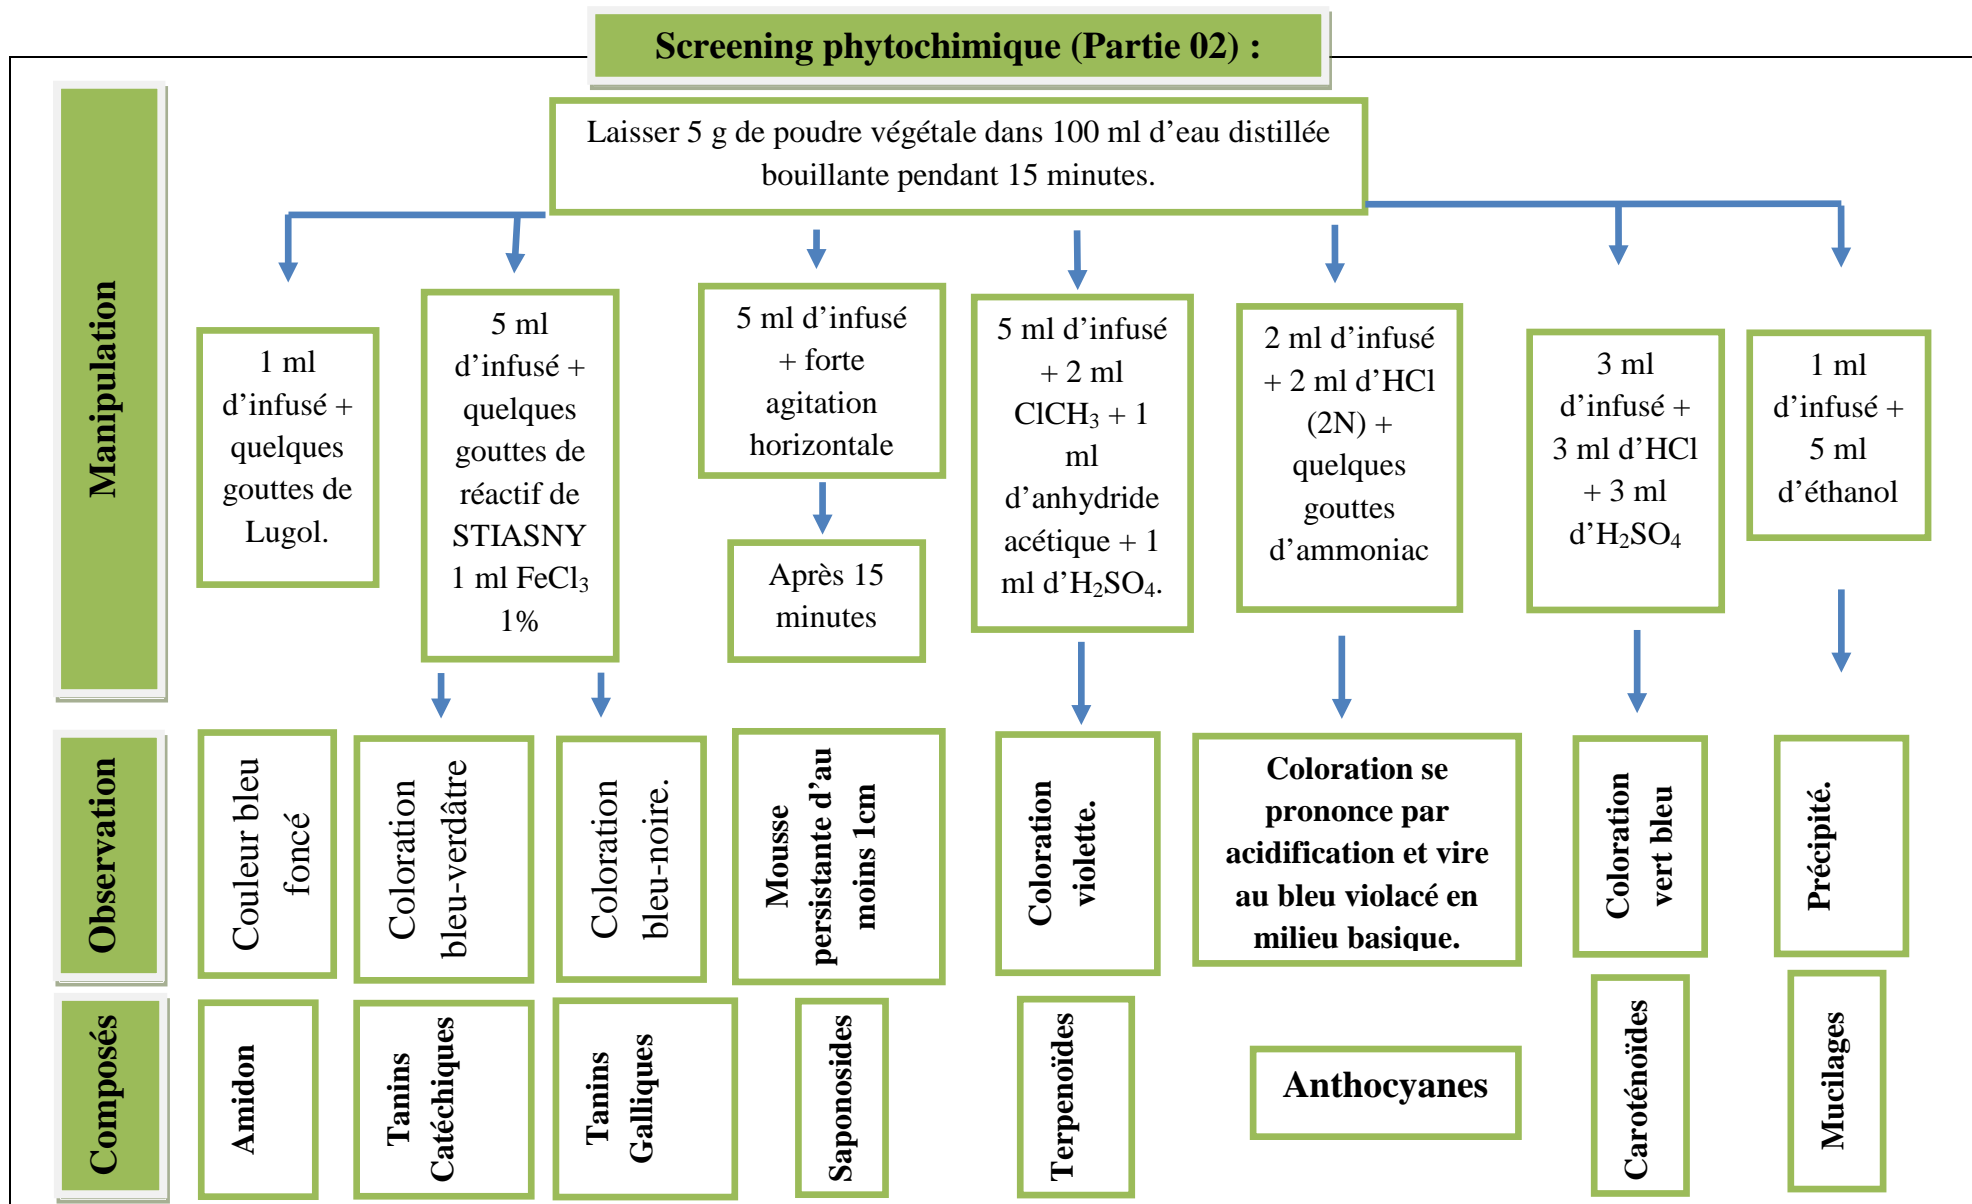 Screening phytochimique (Partie 02) :
Manipulation
Laisser 5 g de poudre végétale dans 100 ml d’eau distillée
bouillante pendant 15 minutes.
1 ml
d’infusé +
quelques
gouttes de
Lugol.
5 ml
d’infusé +
quelques
gouttes de
réactif de
STIASNY
1 ml FeCl₃
1%
5 ml d’infusé
+ forte
agitation
horizontale
Après 15
minutes
5 ml d’infusé
+ 2 ml
ClCH₃ + 1
ml
d’anhydride
acétique + 1
ml d’H₂SO₄.
2 ml d’infusé
+ 2 ml d’HCl
(2N) +
quelques
gouttes
d’ammoniac
3 ml
d’infusé +
3 ml d’HCl
+ 3 ml
d’H₂SO₄
1 ml
d’infusé +
5 ml
d’éthanol
Observation
Couleur bleu
foncé
Coloration
bleu-verdâtre
Coloration
bleu-noire.
Mousse
persistante d’au
moins 1cm
Coloration
violette.
Coloration se
prononce par
acidification et vire
au bleu violacé en
milieu basique.
Coloration
vert bleu
Précipité.
Composés
Amidon
Tanins
Catéchiques
Tanins
Galliques
Saponosides
Terpenoïdes
Anthocyanes
Caroténoïdes
Mucilages